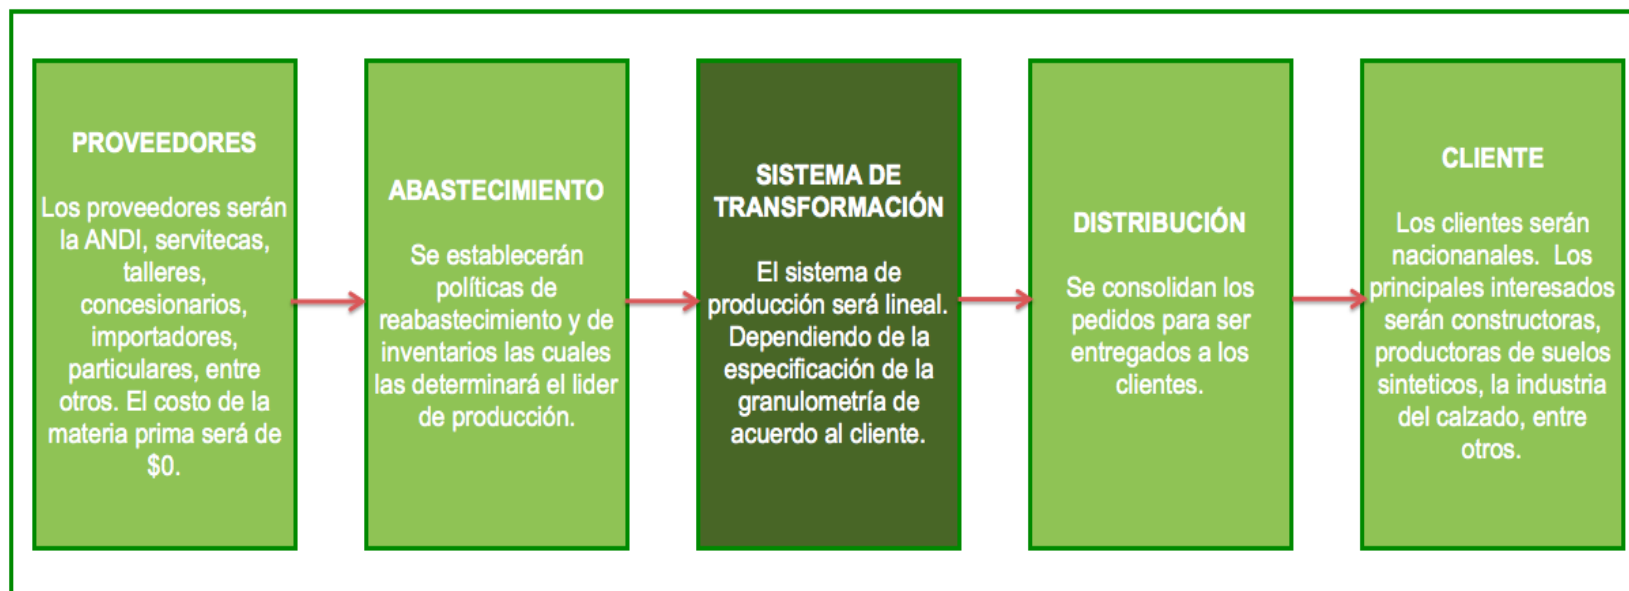 PROVEEDORES
Los proveedores serán
la ANDI, servitecas,
talleres,
concesionarios,
importadores,
particulares, entre
otros. El costo de la
materia prima será de
$0.
ABASTECIMIENTO
Se establecerán
políticas de
reabastecimiento y de
inventarios las cuales
las determinará el lider
de producción.
SISTEMA DE
TRANSFORMACIÓN
El sistema de
producción será lineal.
Dependiendo de la
especificación de la
granulometría de
acuerdo al cliente.
DISTRIBUCIÓN
Se consolidan los
pedidos para ser
entregados a los
clientes.
CLIENTE
Los clientes serán
nacionanales.  Los
principales interesados
serán constructoras,
productoras de suelos
sinteticos, la industria
del calzado, entre
otros.